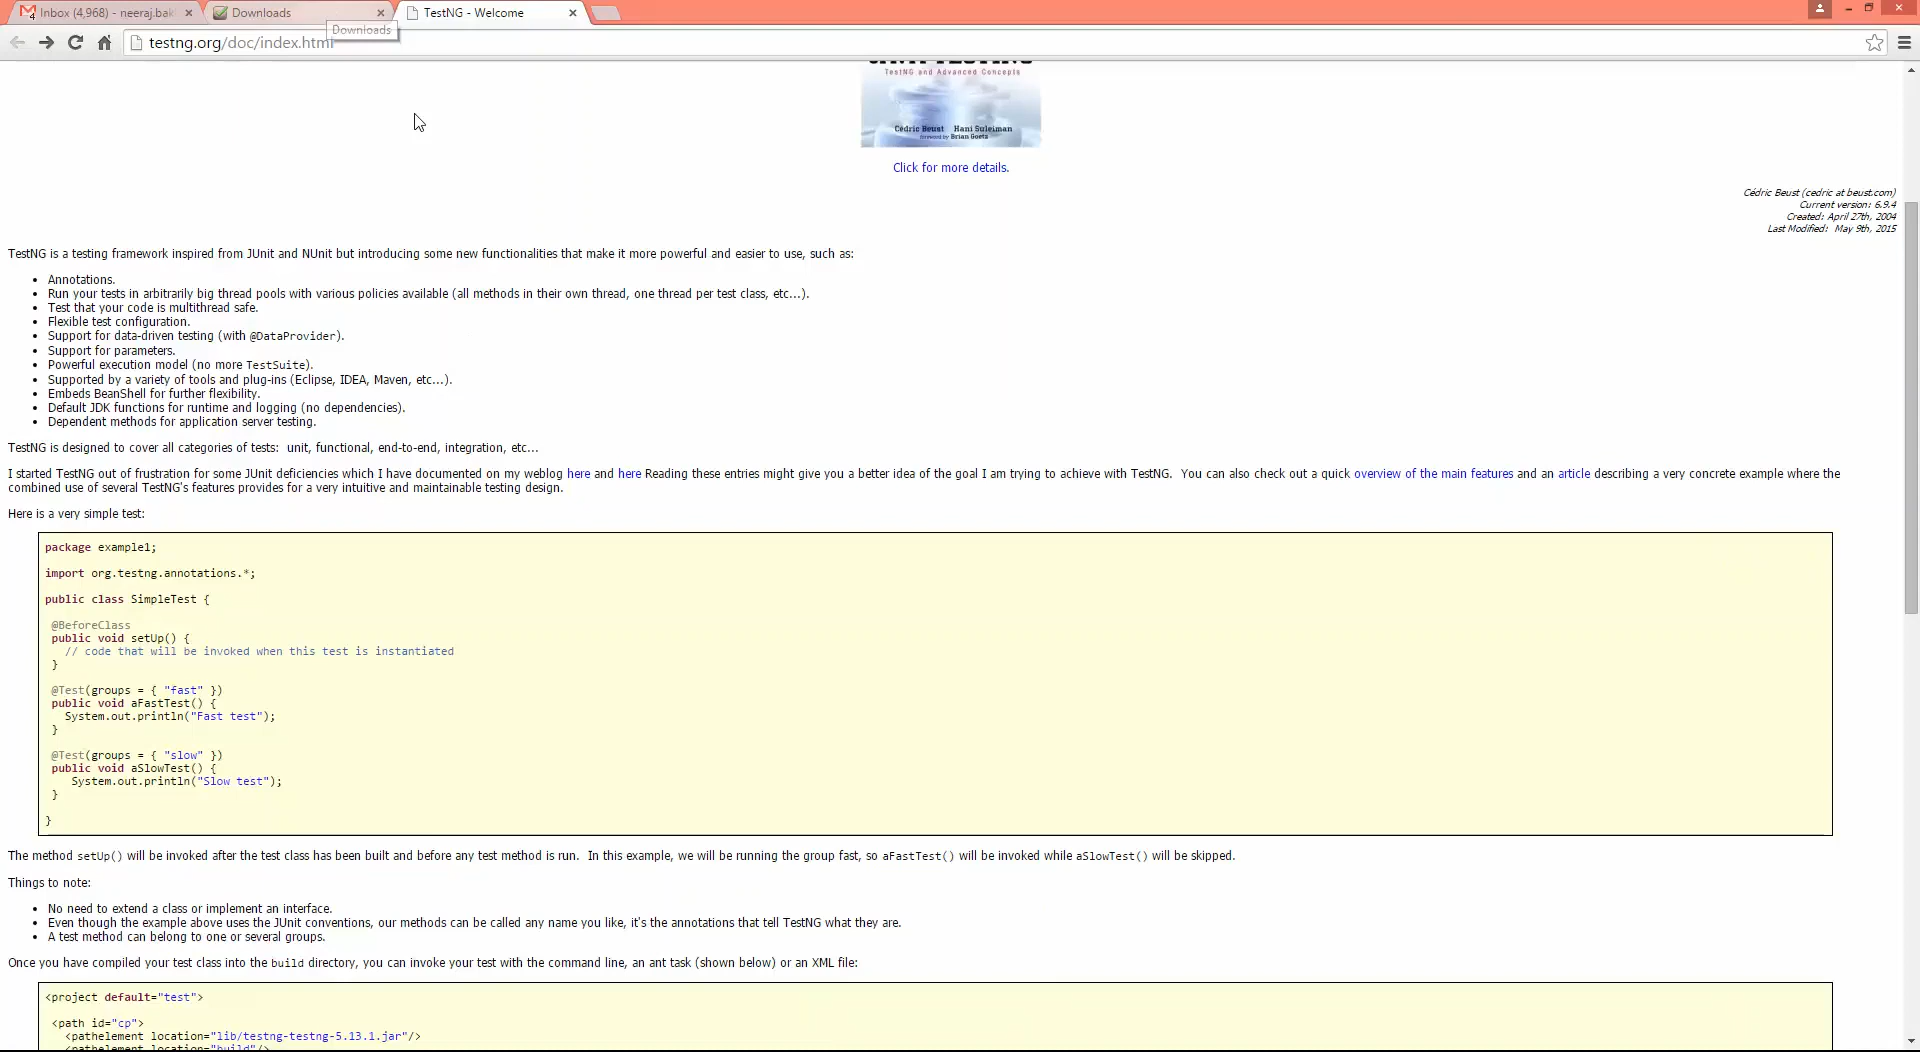 Inbox (4,968) - neeraj.bak
Downloads
TestNG - Welcome
Downloads
testng.org/doc/index.html
TestNG and Advanced Concepts
Cédric Beust Hani Suleiman
foreword by Brian Goetz
Click for more details.
Cédric Beust (cedric at beust.com)
Current version: 6.9.4
Created: April 27th, 2004
Last Modified: May 9th, 2015
TestNG is a testing framework inspired from JUnit and NUnit but introducing some new functionalities that make it more powerful and easier to use, such as:
• Annotations.
• Run your tests in arbitrarily big thread pools with various policies available (all methods in their own thread, one thread per test class, etc...).
• Test that your code is multithread safe.
• Flexible test configuration.
• Support for data-driven testing (with @DataProvider).
• Support for parameters.
• Powerful execution model (no more TestSuite).
• Supported by a variety of tools and plug-ins (Eclipse, IDEA, Maven, etc...).
• Embeds BeanShell for further flexibility.
• Default JDK functions for runtime and logging (no dependencies).
• Dependent methods for application server testing.
TestNG is designed to cover all categories of tests: unit, functional, end-to-end, integration, etc...
I started TestNG out of frustration for some JUnit deficiencies which I have documented on my weblog here and here Reading these entries might give you a better idea of the goal I am trying to achieve with TestNG. You can also check out a quick overview of the main features and an article describing a very concrete example where the
combined use of several TestNG's features provides for a very intuitive and maintainable testing design.
Here is a very simple test:
package example1;
import org.testng.annotations.*;
public class SimpleTest {
@BeforeClass
public void setUp() {
// code that will be invoked when this test is instantiated
}
@Test(groups = { "fast" })
public void aFastTest() {
System.out.println("Fast test");
}
@Test(groups = { "slow" })
public void aSlowTest() {
System.out.println("Slow test");
}
}
The method setUp() will be invoked after the test class has been built and before any test method is run. In this example, we will be running the group fast, so aFastTest() will be invoked while aSlowTest() will be skipped.
Things to note:
• No need to extend a class or implement an interface.
• Even though the example above uses the JUnit conventions, our methods can be called any name you like, it's the annotations that tell TestNG what they are.
• A test method can belong to one or several groups.
Once you have compiled your test class into the build directory, you can invoke your test with the command line, an ant task (shown below) or an XML file:
<project default="test">
<path id="cp">
<pathelement location="lib/testng-testng-5.13.1.jar"/>
<pathelement location="build"/>